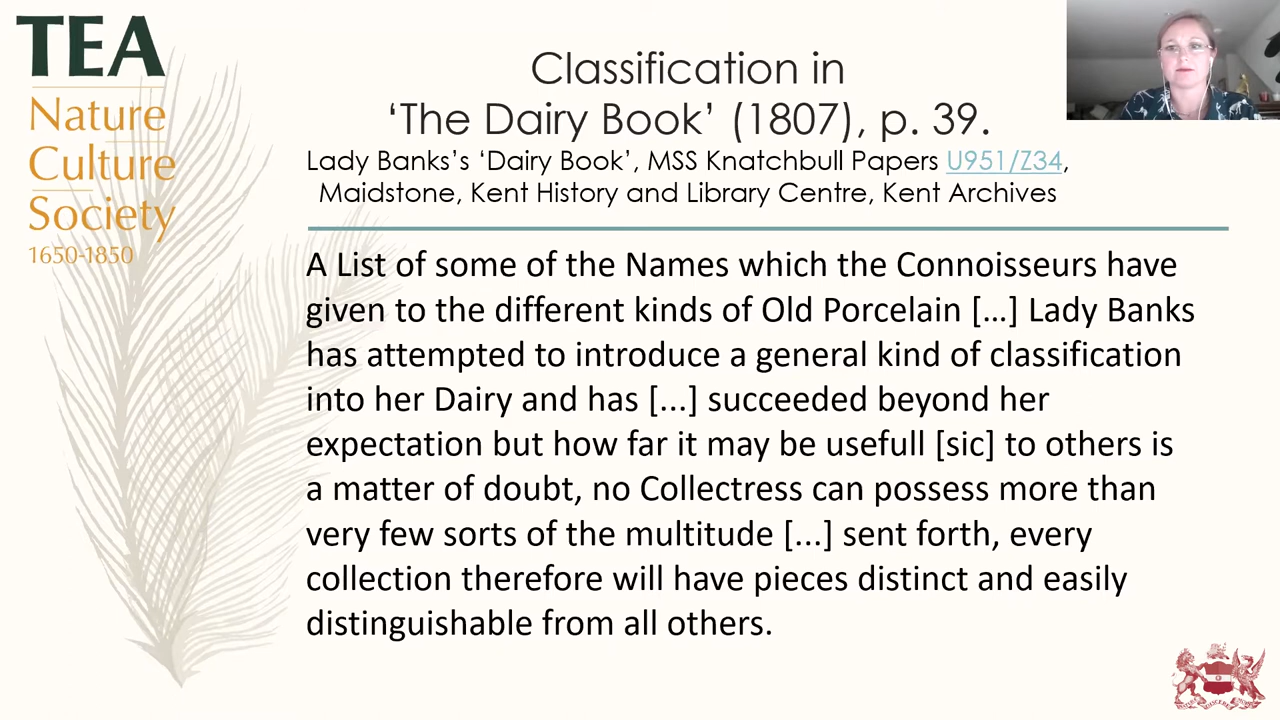 TEA
Nature
Culture
Society
1650-1850
Classification in
‘The Dairy Book’ (1807), p. 39.
Lady Banks’s ‘Dairy Book’, MSS Knatchbull Papers U951/Z34,
Maidstone, Kent History and Library Centre, Kent Archives
A List of some of the Names which the Connoisseurs have
given to the different kinds of Old Porcelain […] Lady Banks
has attempted to introduce a general kind of classification
into her Dairy and has [...] succeeded beyond her
expectation but how far it may be usefull [sic] to others is
a matter of doubt, no Collectress can possess more than
very few sorts of the multitude [...] sent forth, every
collection therefore will have pieces distinct and easily
distinguishable from all others.